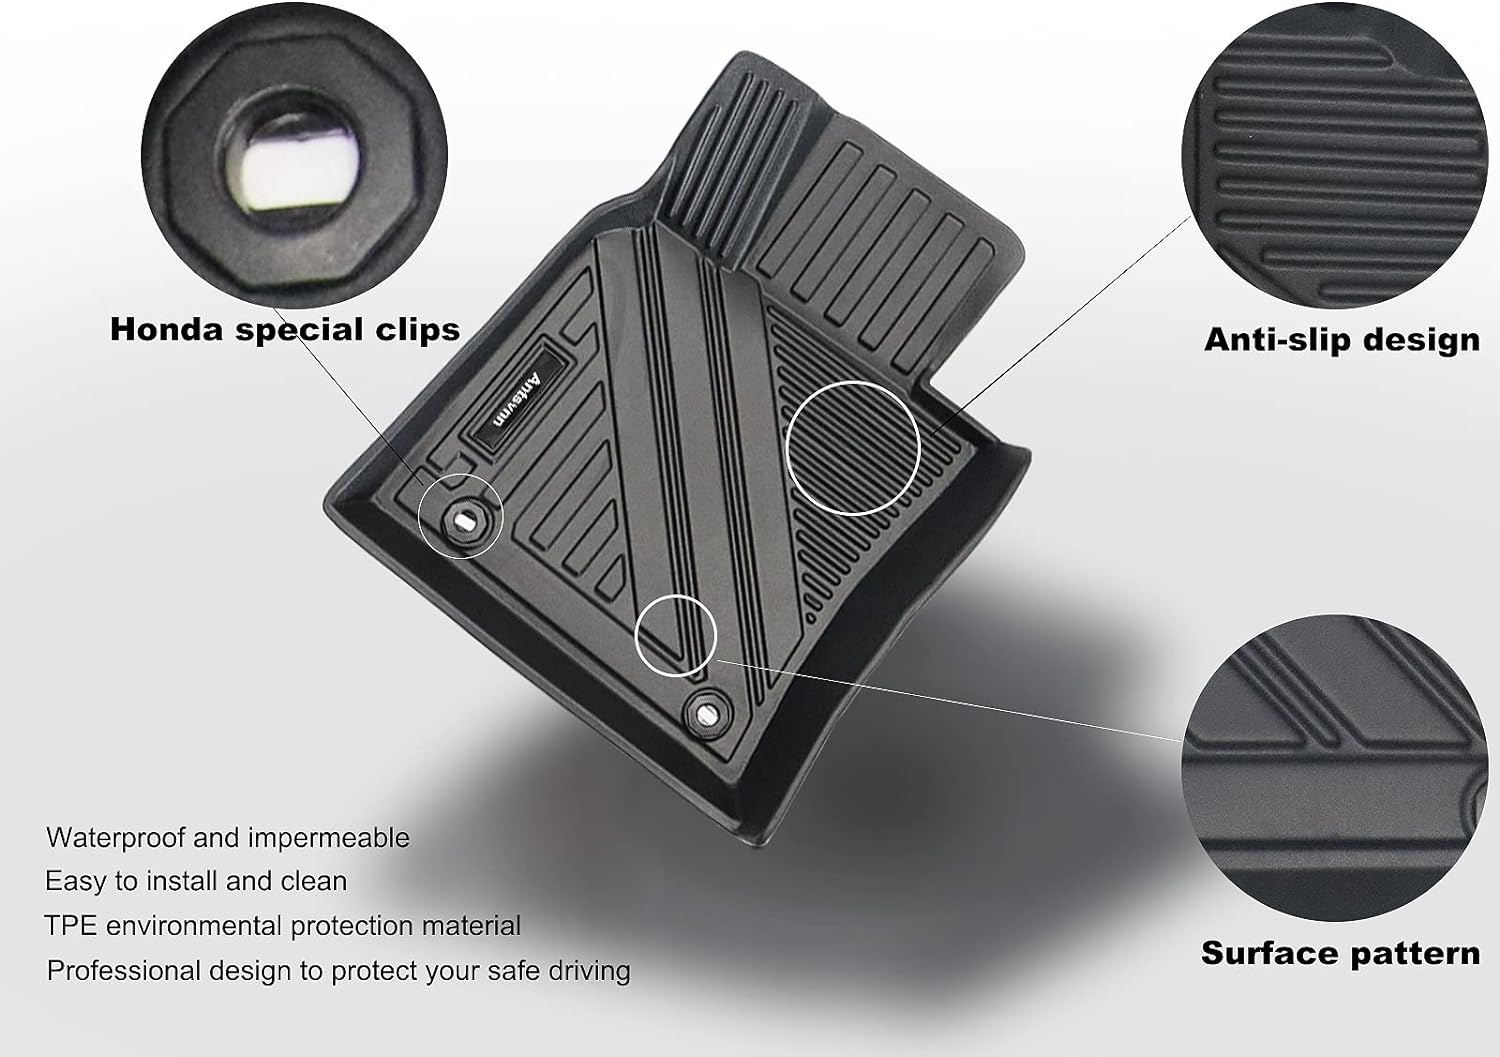 Honda special clips
Anti-slip design
Antsvnn
Surface pattern
Waterproof and impermeable
Easy to install and clean
TPE environmental protection material
Professional design to protect your safe driving